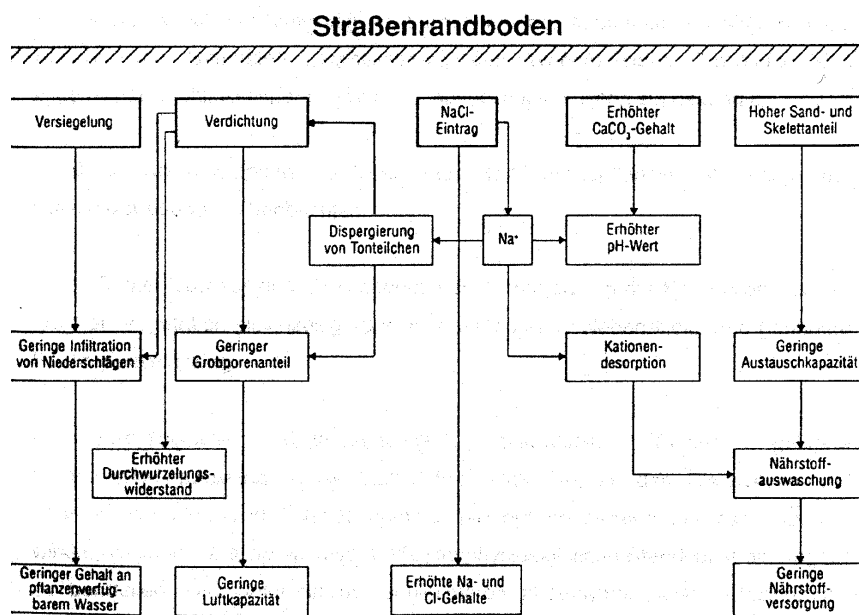 Straßenrandboden
Versiegelung
Verdichtung
NaCl-
Eintrag
Erhöhter
CaCO₃-Gehalt
Hoher Sand- und
Skelettanteil
Dispergierung
von Tonteilchen
Na⁺
Erhöhter
pH-Wert
Geringe Infiltration
von Niederschlägen
Geringer
Grobporenanteil
Kationen-
desorption
Geringe
Austauschkapazität
Erhöhter
Durchwurzelungs-
widerstand
Nährstoff-
auswaschung
Geringer Gehalt an
pflanzenverfüg-
barem Wasser
Geringe
Luftkapazität
Erhöhte Na- und
Cl-Gehalte
Geringe
Nährstoff-
versorgung